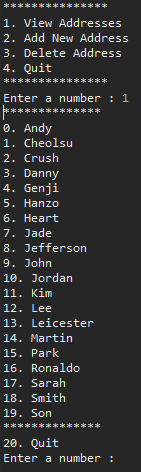 ***************
1. View Addresses
2. Add New Address
3. Delete Address
4. Quit
***************
Enter a number : 1
**************
0. Andy
1. Cheolsu
2. Crush
3. Danny
4. Genji
5. Hanzo
6. Heart
7. Jade
8. Jefferson
9. John
10. Jordan
11. Kim
12. Lee
13. Leicester
14. Martin
15. Park
16. Ronaldo
17. Sarah
18. Smith
19. Son
**************
20. Quit
Enter a number :